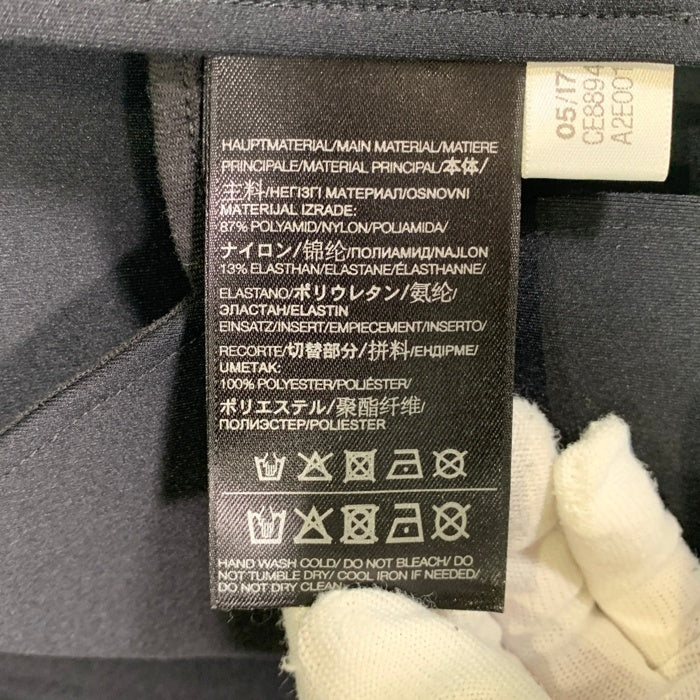 HAUPTMATERIAL/MAIN MATERIAL/MATIERE
PRINCIPALE/MATERIAL PRINCIPAL/本体/
主料/НЕГІЗГІ МАТЕРИАЛ/OSNOVNI
MATERIJAL IZRADE:
87% POLYAMID/NYLON/POLIAMIDA/
ナイロン/锦纶/ПОЛИАМИД/NAJLON
13% ELASTHAN/ELASTANE/ÉLASTHANNE/
ELASTANO/ポリウレタン/氨纶/
ЭЛАСТАН/ELASTIN
EINSATZ/INSERT/EMPIECEMENT/INSERTO/
RECORTE/切替部分/拼料/ЕНДІРМЕ/
UMETAK:
100% POLYESTER/POLIÉSTER/
ポリエステル/聚酯纤维/
ПОЛИЭСТЕР/POLIESTER
HAND WASH COLD/ DO NOT BLEACH/ DO
NOT TUMBLE DRY/ COOL IRON IF NEEDED/
DO NOT DRY CLEAN
05/17
CE8894
A2E001